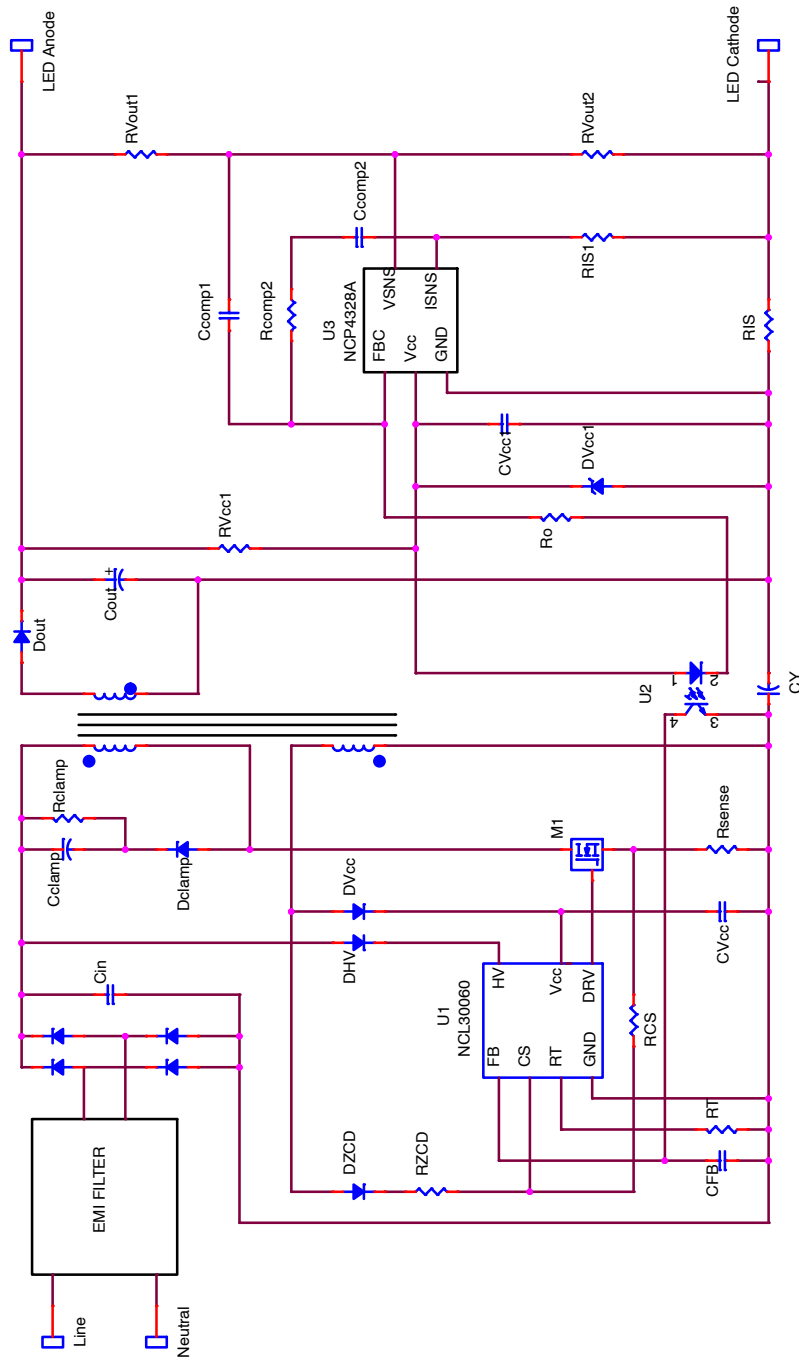 Line
Neutral
EMI FILTER
Cin
Cclamp
Rclamp
Dclamp
Dout
Cout
+
RVcc1
Ccomp1
Rcomp2
Ccomp2
RVout1
LED Anode
DZCD
RZCD
DHV
DVcc
U1
NCL30060
HV
FB
CS
Vcc
RT
DRV
GND
M1
RCS
Rsense
CVcc
CFB
RT
U2
1
2
3
4
CY
Ro
DVcc1
CVcc1
U3
NCP4328A
FBC
VSNS
Vcc
ISNS
GND
RIS1
RIS
RVout2
LED Cathode